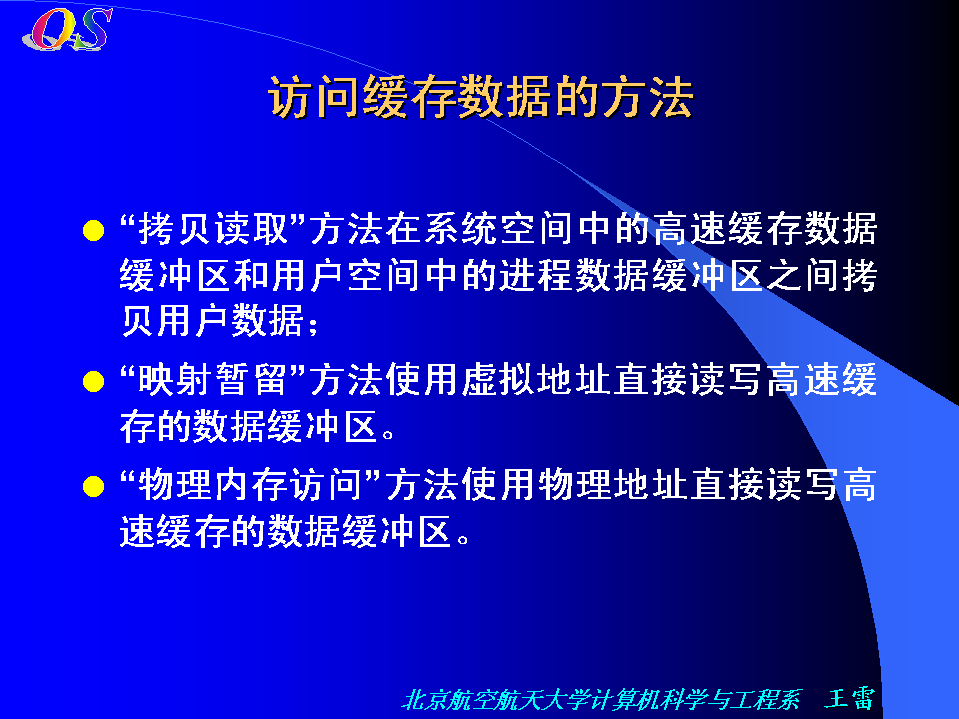 OS
访问缓存数据的方法
“拷贝读取”方法在系统空间中的高速缓存数据
缓冲区和用户空间中的进程数据缓冲区之间拷
贝用户数据；
“映射暂留”方法使用虚拟地址直接读写高速缓
存的数据缓冲区。
“物理内存访问”方法使用物理地址直接读写高
速缓存的数据缓冲区。
北京航空航天大学计算机科学与工程系 王雷